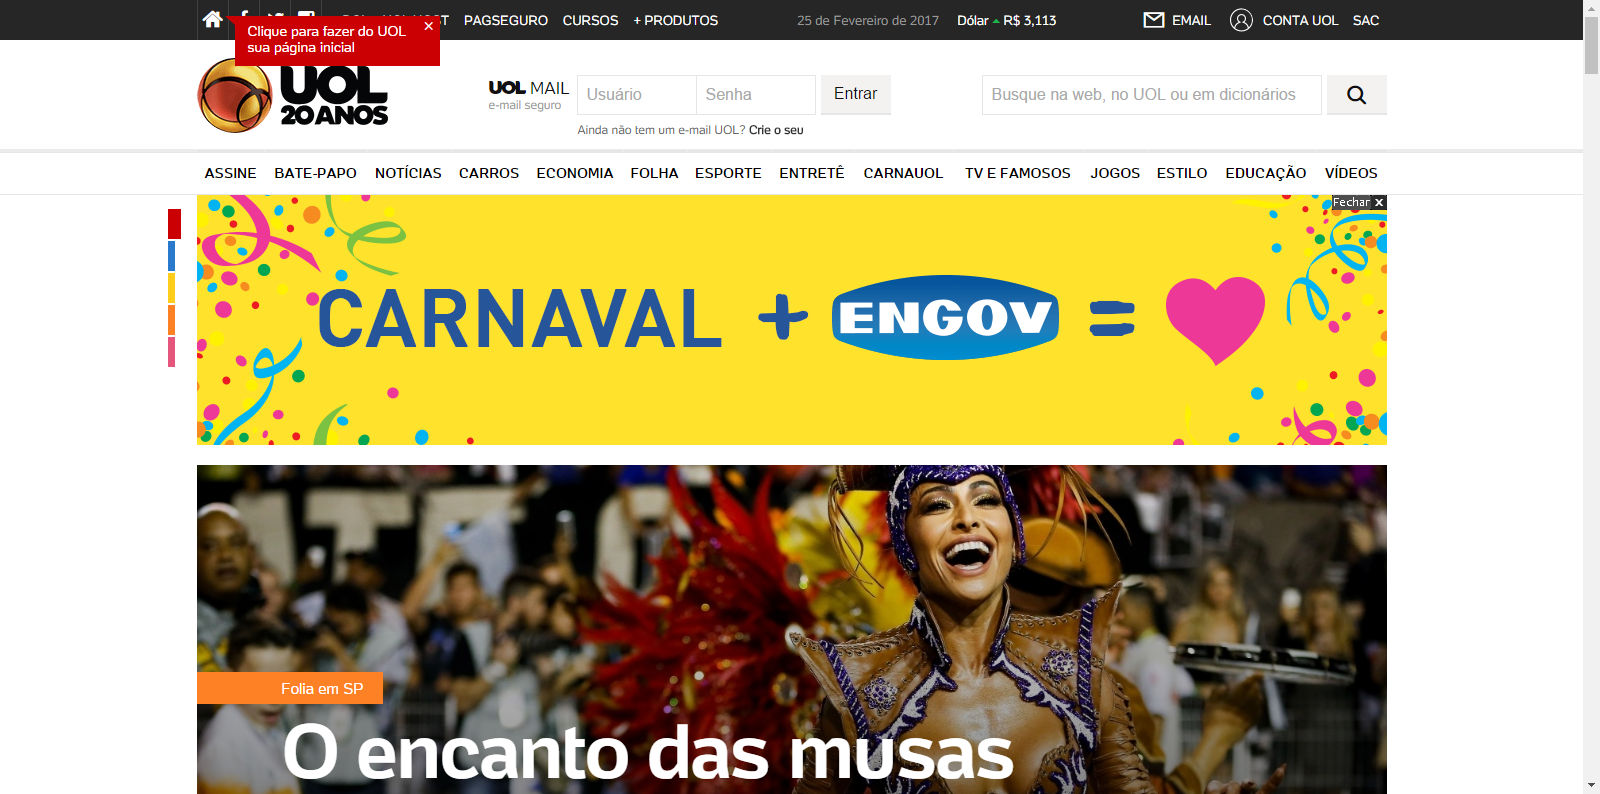 PAGSEGURO CURSOS + PRODUTOS 25 de Fevereiro de 2017 Dólar R$ 3,113 EMAIL CONTA UOL SAC
Clique para fazer do UOL
sua página inicial
UOL
20 ANOS
UOL MAIL
e-mail seguro
Usuário Senha Entrar
Busque na web, no UOL ou em dicionários
Ainda não tem um e-mail UOL? Crie o seu
ASSINE BATE-PAPO NOTÍCIAS CARROS ECONOMIA FOLHA ESPORTE ENTRETÊ CARNAUOL TV E FAMOSOS JOGOS ESTILO EDUCAÇÃO VÍDEOS
Fechar X
CARNAVAL + ENGOV =
Folia em SP
O encanto das musas